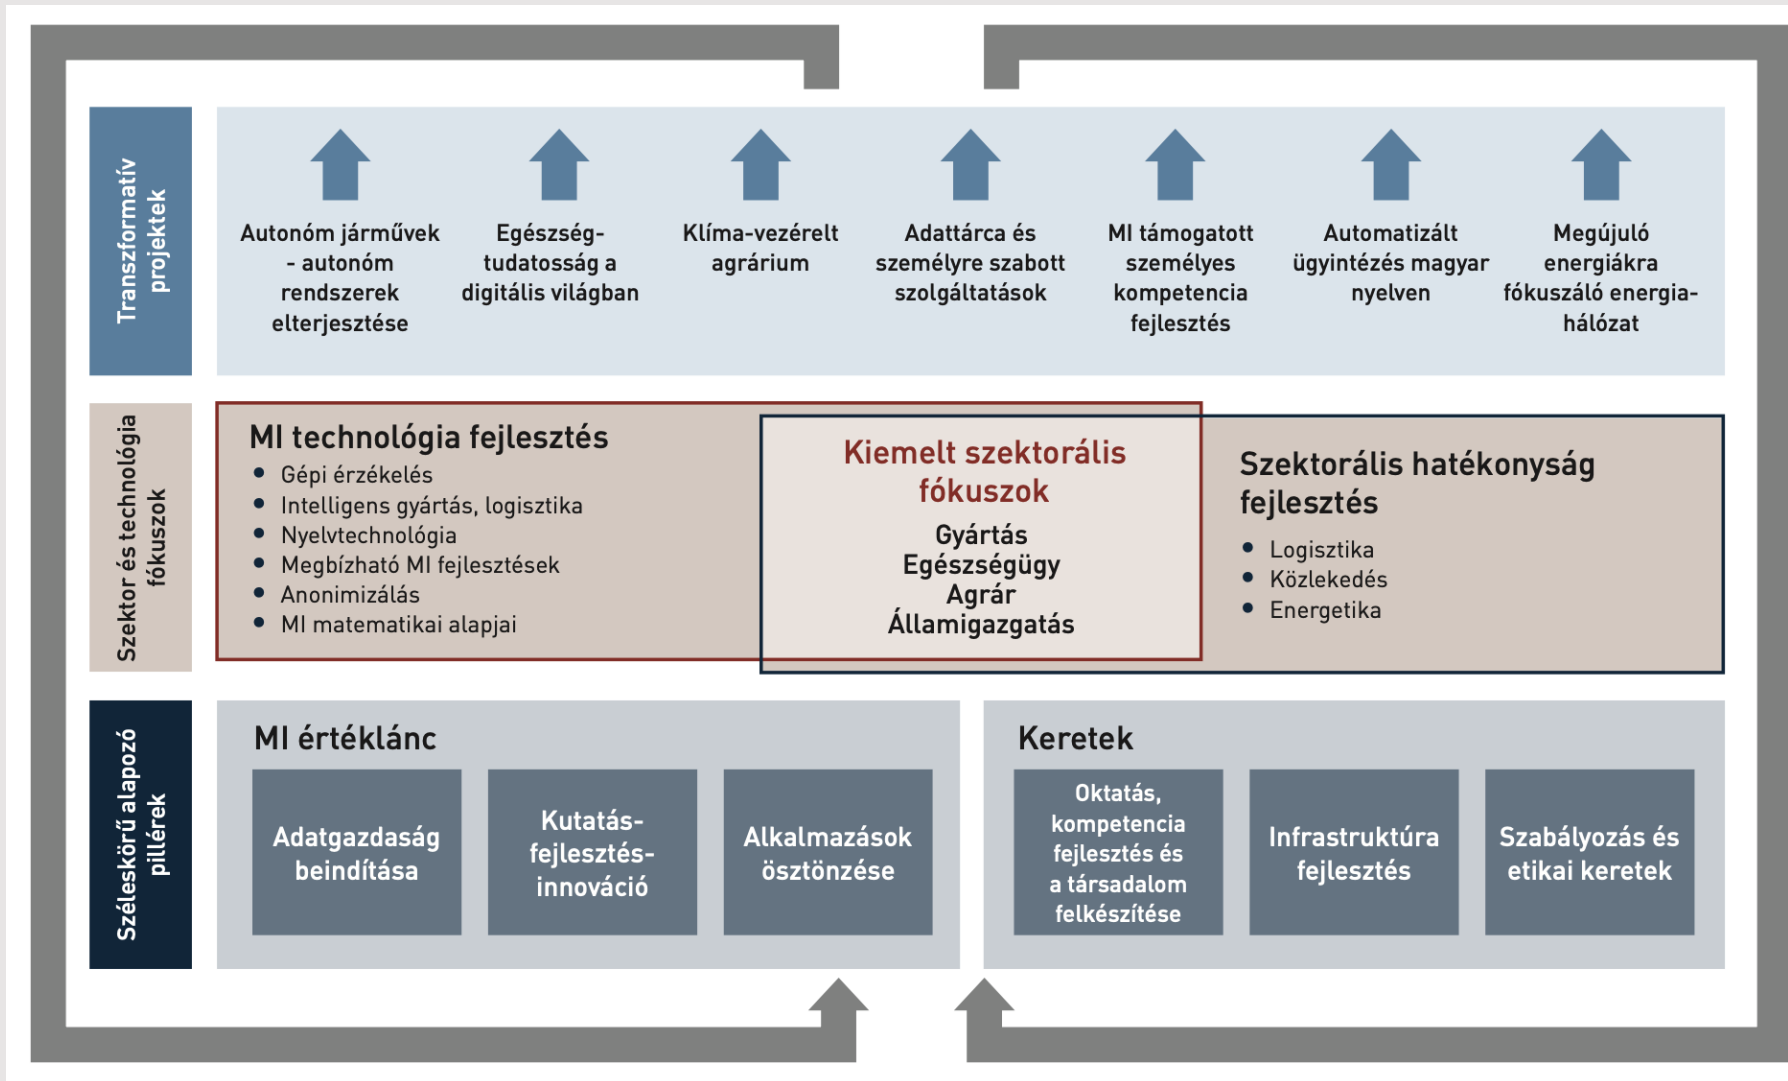 Transzformatív
projektek
Autonóm járművek
- autonóm
rendszerek
elterjesztése
Egészség-
tudatosság a
digitális világban
Klíma-vezérelt
agrárium
Adattárca és
személyre szabott
szolgáltatások
MI támogatott
személyes
kompetencia
fejlesztés
Automatizált
ügyintézés magyar
nyelven
Megújuló
energiákra
fókuszáló energia-
hálózat
Szektor és technológia
fókuszok
MI technológia fejlesztés
• Gépi érzékelés
• Intelligens gyártás, logisztika
• Nyelvtechnológia
• Megbízható MI fejlesztések
• Anonimizálás
• MI matematikai alapjai
Kiemelt szektorális
fókuszok
Gyártás
Egészségügy
Agrár
Államigazgatás
Szektorális hatékonyság
fejlesztés
• Logisztika
• Közlekedés
• Energetika
Széleskörű alapozó
pillérek
MI értéklánc
Adatgazdaság
beindítása
Kutatás-
fejlesztés-
innováció
Alkalmazások
ösztönzése
Keretek
Oktatás,
kompetencia
fejlesztés és
a társadalom
felkészítése
Infrastruktúra
fejlesztés
Szabályozás és
etikai keretek